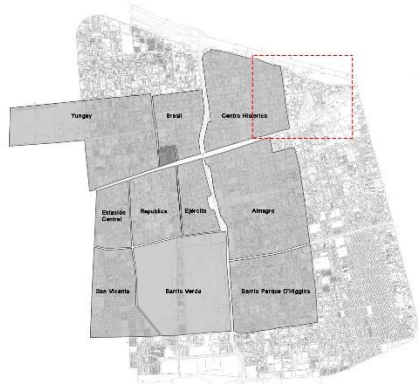 Yungay
Brasil
Centro Histórico
Estación
Central
República
Ejército
Almagro
San Vicente
Barrio Verde
Barrio Parque O'Higgins